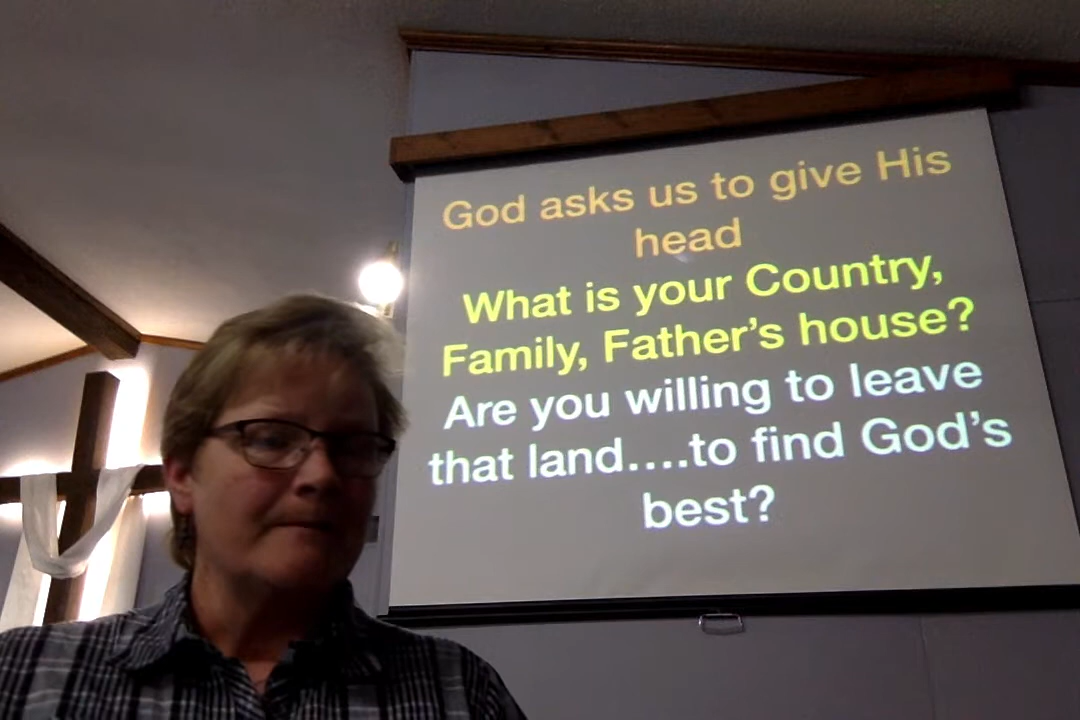 God asks us to give His
head
What is your Country,
Family, Father's house?
Are you willing to leave
that land....to find God's
best?